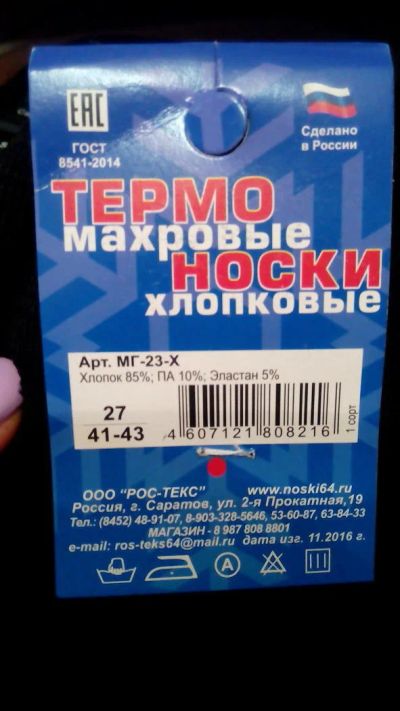 EAC
ГОСТ
8541-2014
Сделано
в России
ТЕРМО
махровые
НОСКИ
хлопковые
Арт. МГ-23-Х
Хлопок 85%; ПА 10%; Эластан 5%
27
41-43
4 607121 808216
1 сорт
ООО "РОС-ТЕКС" www.noski64.ru
Россия, г. Саратов, ул. 2-я Прокатная,19
Тел.: (8452) 48-91-07, 8-903-328-5646, 53-60-87, 63-84-33
МАГАЗИН - 8 987 808 8801
e-mail: ros-teks64@mail.ru дата изг. 11.2016 г.
A